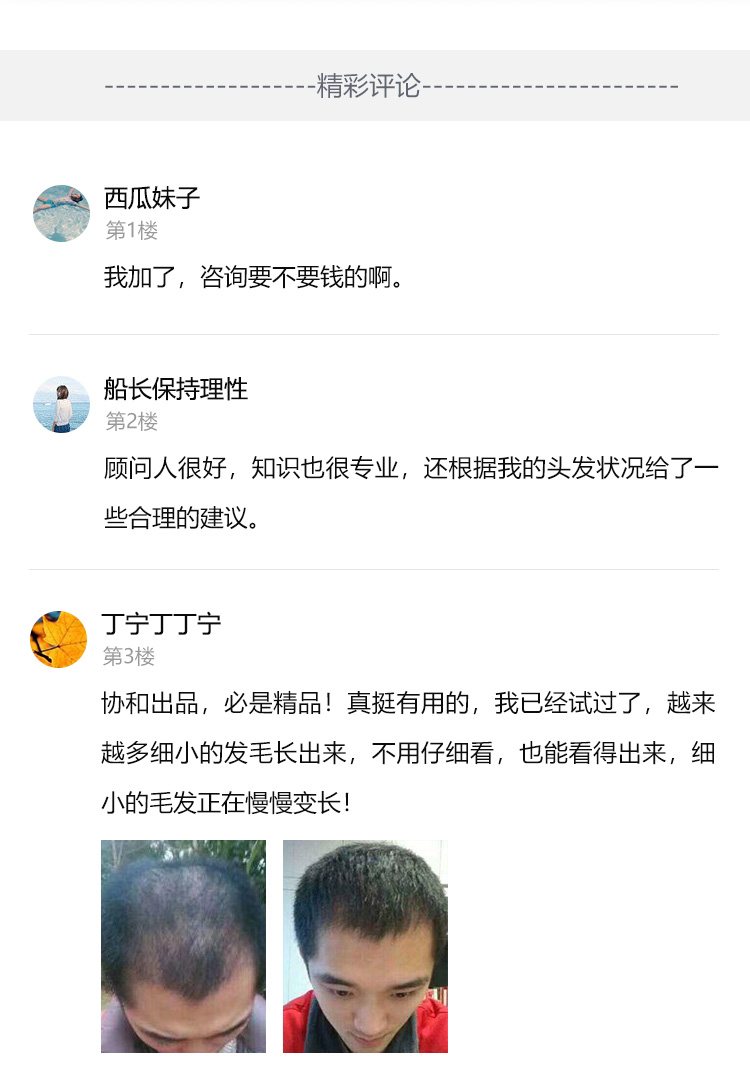 -------------------精彩评论-----------------------
西瓜妹子
第1楼
我加了，咨询要不要钱的啊。
船长保持理性
第2楼
顾问人很好，知识也很专业，还根据我的头发状况给了一
些合理的建议。
丁宁丁丁宁
第3楼
协和出品，必是精品！真挺有用的，我已经试过了，越来
越多细小的发毛长出来，不用仔细看，也能看得出来，细
小的毛发正在慢慢变长！